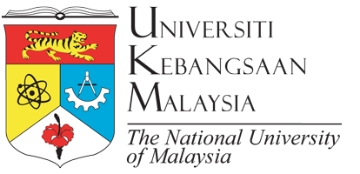 UNIVERSITI
KEBANGSAAN
MALAYSIA
The National University
of Malaysia